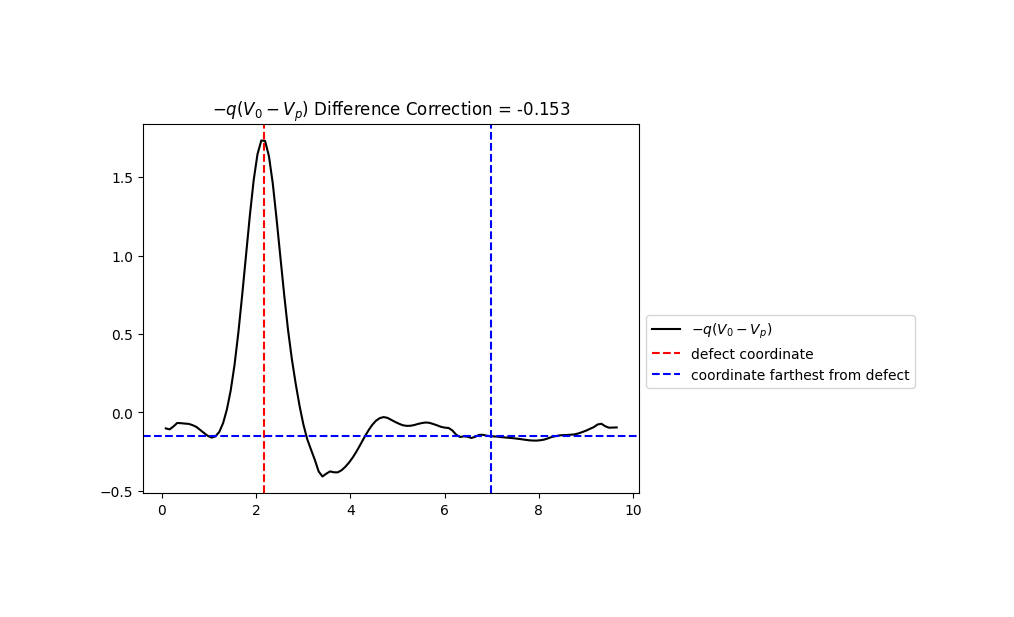 −q(V₀ − Vₚ) Difference Correction = -0.153
1.5
1.0
0.5
0.0
−0.5
0 2 4 6 8 10
−q(V₀ − Vₚ)
defect coordinate
coordinate farthest from defect